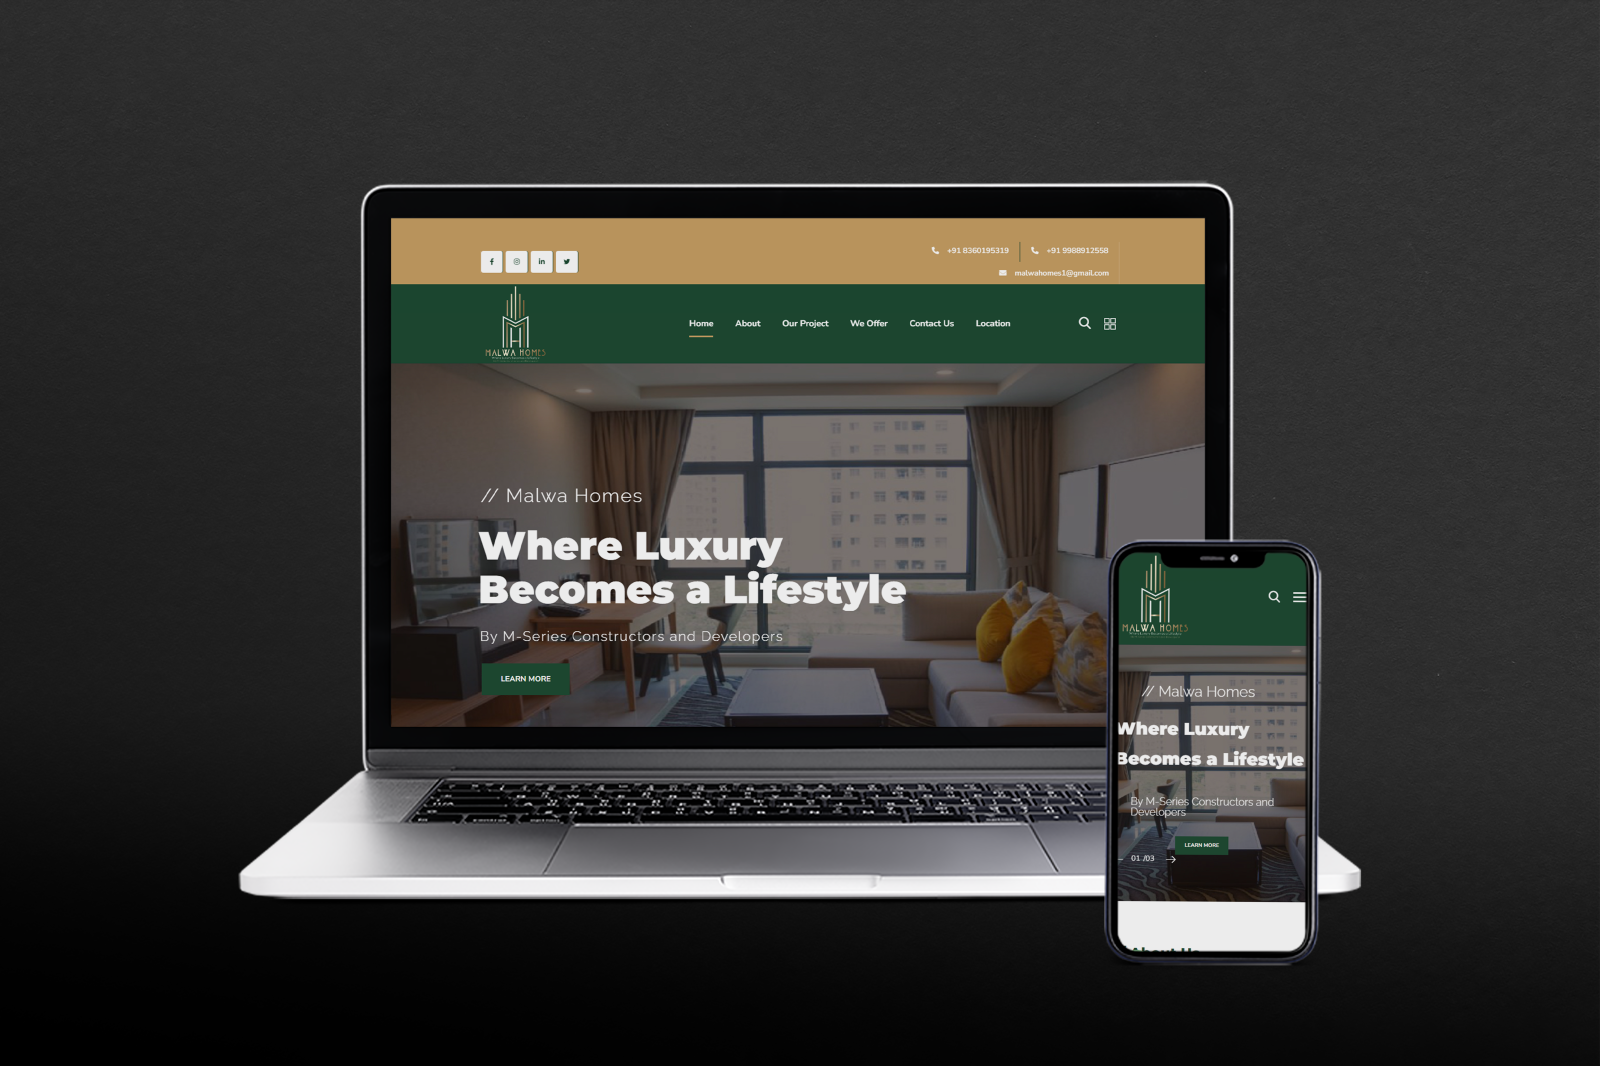 +91 8360195319
+91 9988912558
malwahomes1@gmail.com
MALWA HOMES
Home
About
Our Project
We Offer
Contact Us
Location
// Malwa Homes
Where Luxury
Becomes a Lifestyle
By M-Series Constructors and Developers
LEARN MORE
MALWA HOMES
// Malwa Homes
Where Luxury
Becomes a Lifestyle
By M-Series Constructors and
Developers
LEARN MORE
01 /03
About Us